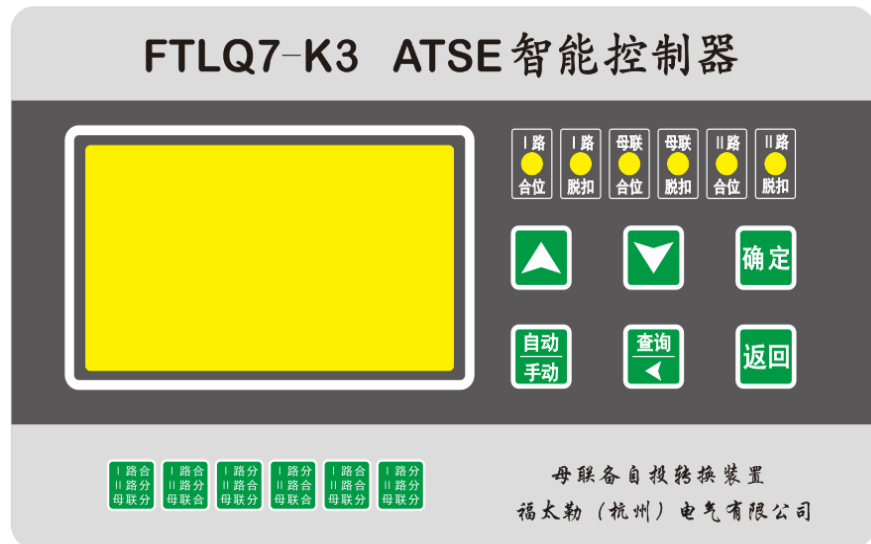 FTLQ7-K3 ATSE智能控制器
Ⅰ路 Ⅰ路 母联 母联 Ⅱ路 Ⅱ路
合位 脱扣 合位 脱扣 合位 脱扣
确定
自动 查询 返回
手动
Ⅰ路合 Ⅰ路合 Ⅰ路分 Ⅰ路分 Ⅰ路合 Ⅰ路分
Ⅱ路合 Ⅱ路分 Ⅱ路合 Ⅱ路合 Ⅱ路分 Ⅱ路分
母联分 母联合 母联分 母联合 母联分 母联分
母联备自投转换装置
福太勒（杭州）电气有限公司